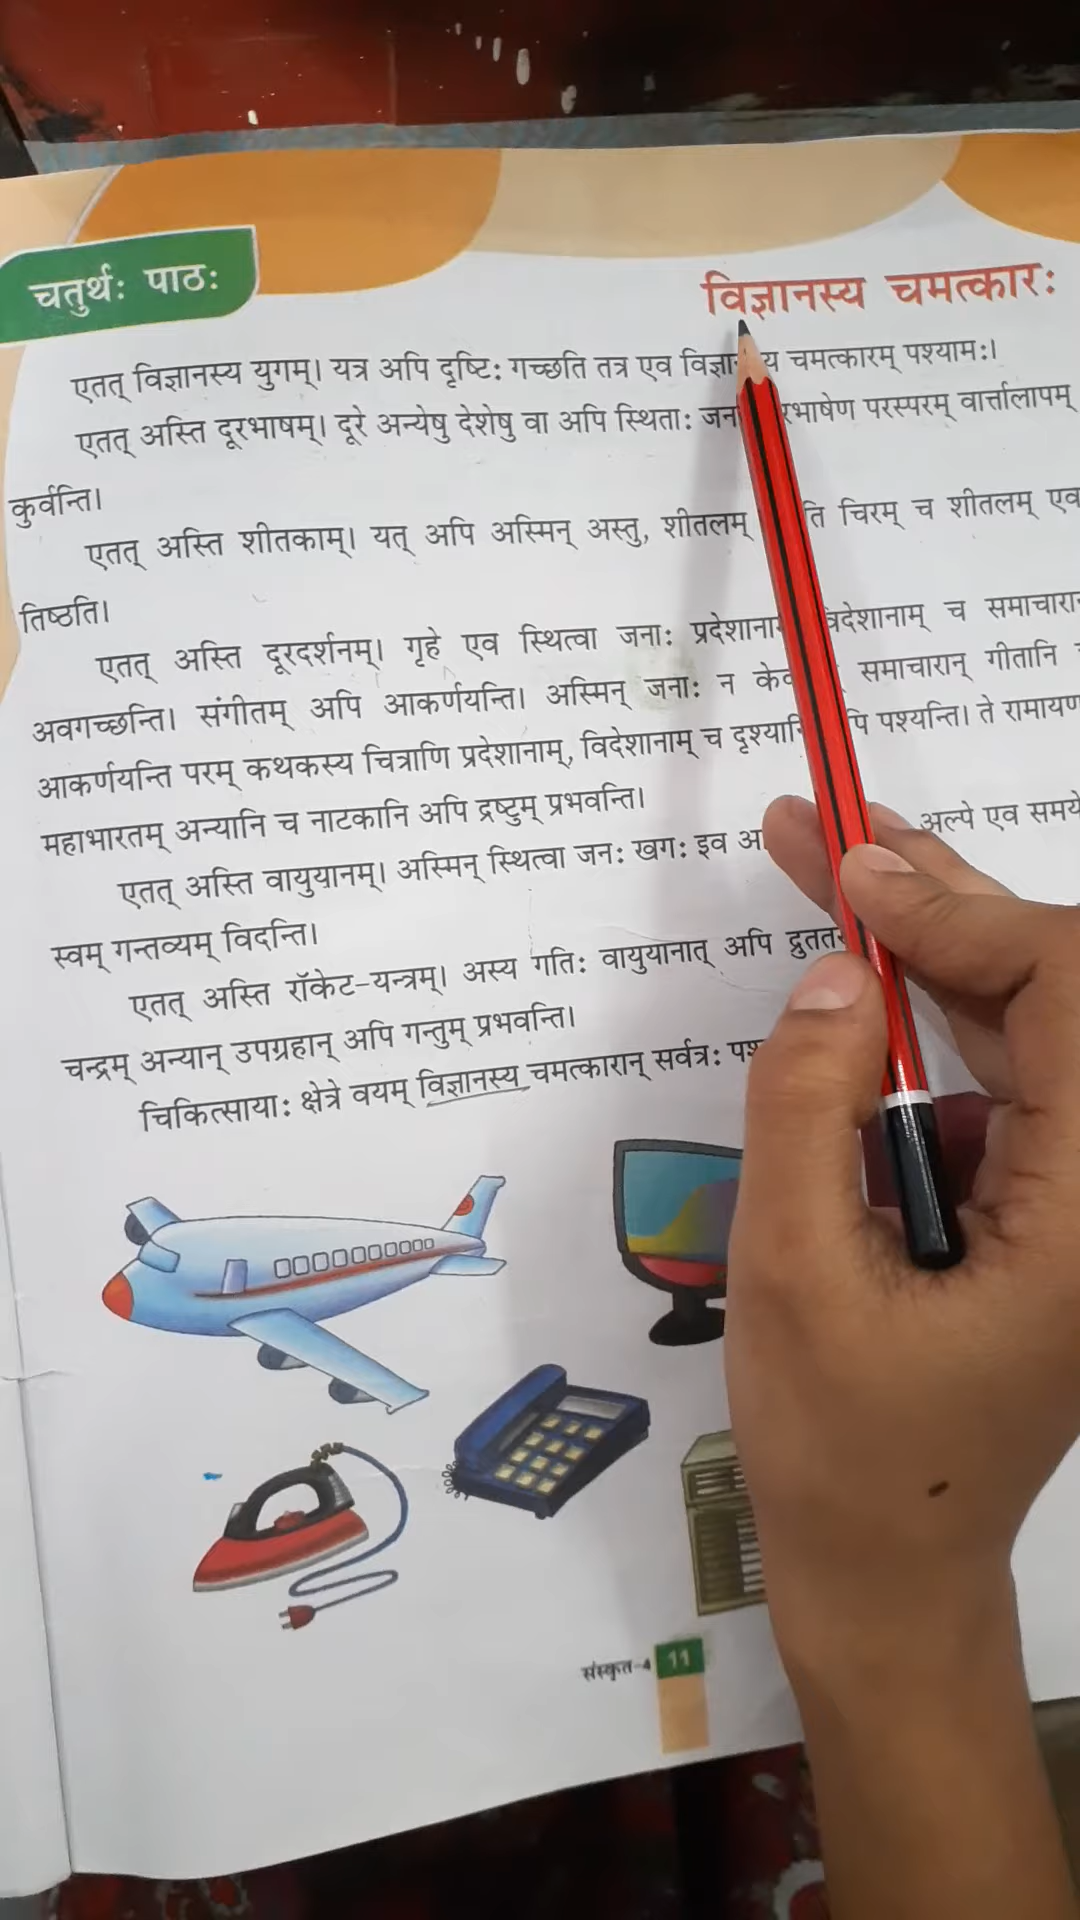 चतुर्थः पाठः
विज्ञानस्य चमत्कारः
एतत् विज्ञानस्य युगम्। यत्र अपि दृष्टिः गच्छति तत्र एव चमत्कारम् पश्यामः।
एतत् अस्ति दूरभाषम्। दूरे अन्येषु देशेषु वा अपि स्थिताः परस्परम् वार्त्तालापम्
कुर्वन्ति।
एतत् अस्ति शीतकाम्। यत् अपि अस्मिन् अस्तु, शीतलम् चिरम् च शीतलम् एव
तिष्ठति।
एतत् अस्ति दूरदर्शनम्। गृहे एव स्थित्वा जनाः च
अवगच्छन्ति। संगीतम् अपि आकर्णयन्ति। अस्मिन् जनाः न समाचारान् गीतानि
आकर्णयन्ति परम् कथकस्य चित्राणि प्रदेशानाम्, विदेशानाम् च पश्यन्ति। ते
महाभारतम् अन्यानि च नाटकानि अपि द्रष्टुम् प्रभवन्ति।
एतत् अस्ति वायुयानम्। अस्मिन् स्थित्वा जनः खगः इव अल्पे एव समये
स्वम् गन्तव्यम् विदन्ति।
एतत् अस्ति रॉकेट-यन्त्रम्। अस्य गतिः वायुयानात् अपि
चन्द्रम् अन्यान् उपग्रहान् अपि गन्तुम् प्रभवन्ति।
चिकित्सायाः क्षेत्रे वयम् विज्ञानस्य चमत्कारान् सर्वत्रः
संस्कृत-4 11